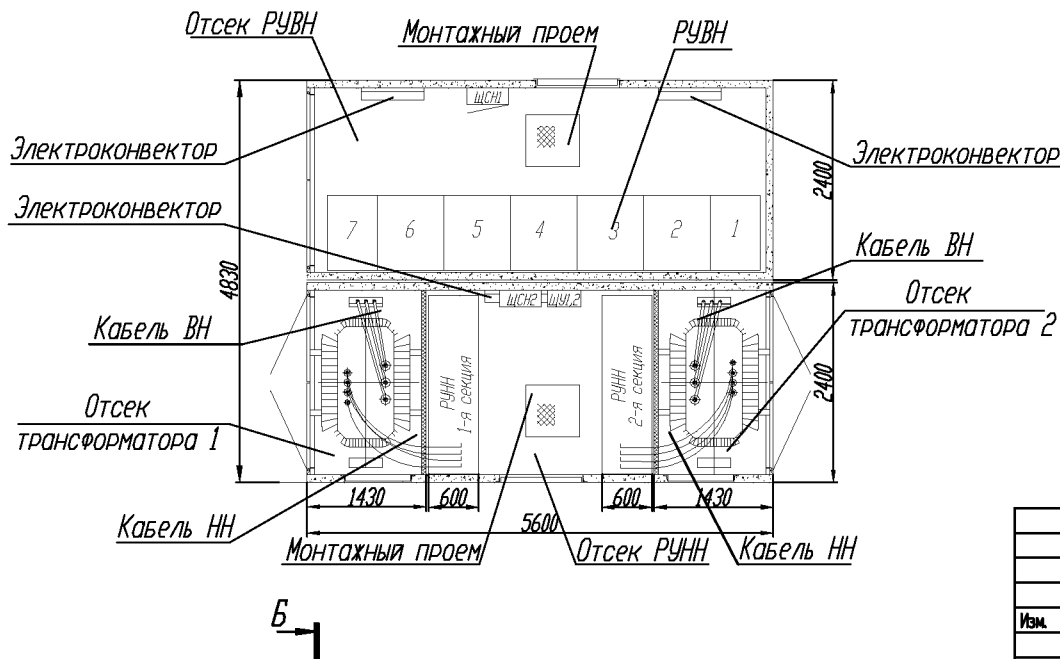 Отсек РУВН
Монтажный проем
РУВН
ЩСН1
Электроконвектор
Электроконвектор
2400
Электроконвектор
7 6 5 4 3 2 1
4830
Кабель ВН
ЩСН2 ЩУ1,2
Отсек
трансформатора 2
Кабель ВН
РУНН
1-я секция
РУНН
2-я секция
2400
Отсек
трансформатора 1
1430 600 600 1430
5600
Кабель НН
Монтажный проем
Отсек РУНН
Кабель НН
Б
Изм.